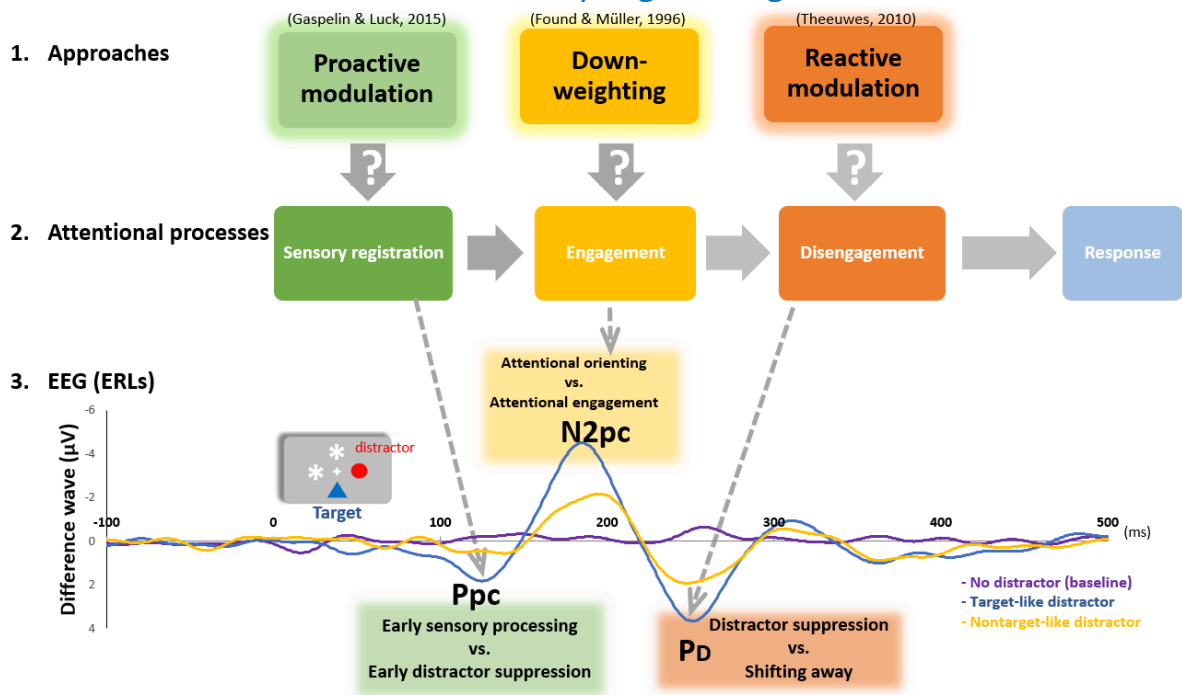 (Gaspelin & Luck, 2015)
(Found & Müller, 1996)
(Theeuwes, 2010)
1. Approaches
Proactive
modulation
Down-
weighting
Reactive
modulation
?
?
?
2. Attentional processes
Sensory registration
Engagement
Disengagement
Response
Attentional orienting
vs.
Attentional engagement
N2pc
3. EEG (ERLs)
Difference wave (µV)
-6
-4
-2
0
2
4
distractor
* * +
Target
-100
0
100
200
300
400
500
(ms)
- No distractor (baseline)
- Target-like distractor
- Nontarget-like distractor
Ppc
Early sensory processing
vs.
Early distractor suppression
PD
Distractor suppression
vs.
Shifting away